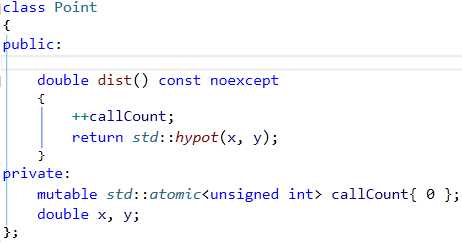 class Point
{
public:
    double dist() const noexcept
    {
        ++callCount;
        return std::hypot(x, y);
    }
private:
    mutable std::atomic<unsigned int> callCount{ 0 };
    double x, y;
};